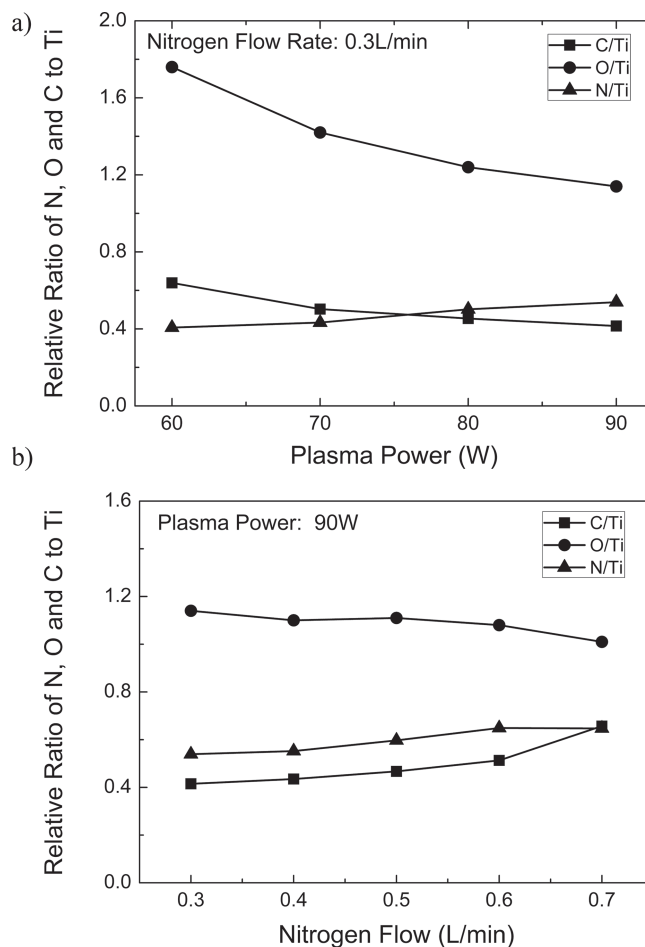 a)
Relative Ratio of N, O and C to Ti
2.0
1.6
1.2
0.8
0.4
0.0
Nitrogen Flow Rate: 0.3L/min
C/Ti
O/Ti
N/Ti
60 70 80 90
Plasma Power (W)
b)
Relative Ratio of N, O and C to Ti
1.6
1.2
0.8
0.4
0.0
Plasma Power: 90W
C/Ti
O/Ti
N/Ti
0.3 0.4 0.5 0.6 0.7
Nitrogen Flow (L/min)